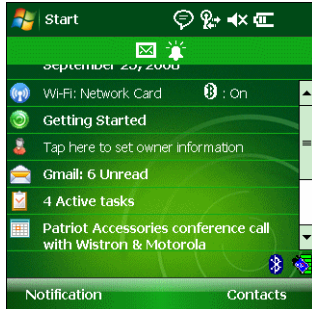 Start
September 25, 2008
Wi-Fi: Network Card : On
Getting Started
Tap here to set owner information
Gmail: 6 Unread
4 Active tasks
Patriot Accessories conference call
with Wistron & Motorola
Notification Contacts